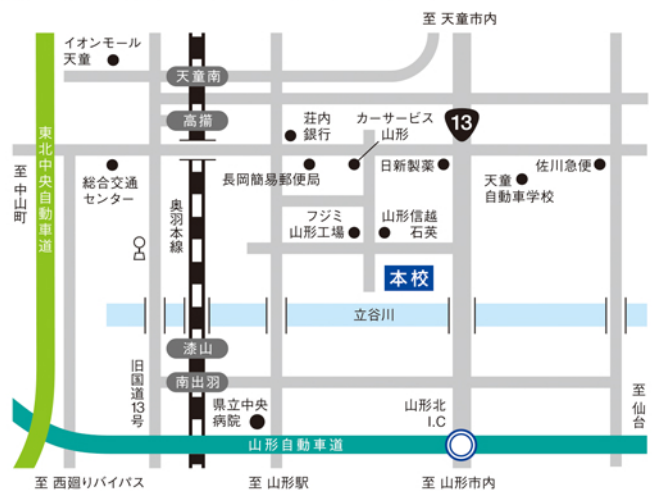 至 天童市内
イオンモール
天童
天童南
高擶
荘内
銀行
カーサービス
山形
13
東北中央自動車道
至 中山町
総合交通
センター
奥羽本線
長岡簡易郵便局
日新製薬
佐川急便
天童
自動車学校
フジミ
山形工場
山形信越
石英
本校
立谷川
漆山
南出羽
旧国道13号
県立中央
病院
山形北
I.C
至 仙台
山形自動車道
至 西廻りバイパス
至 山形駅
至 山形市内